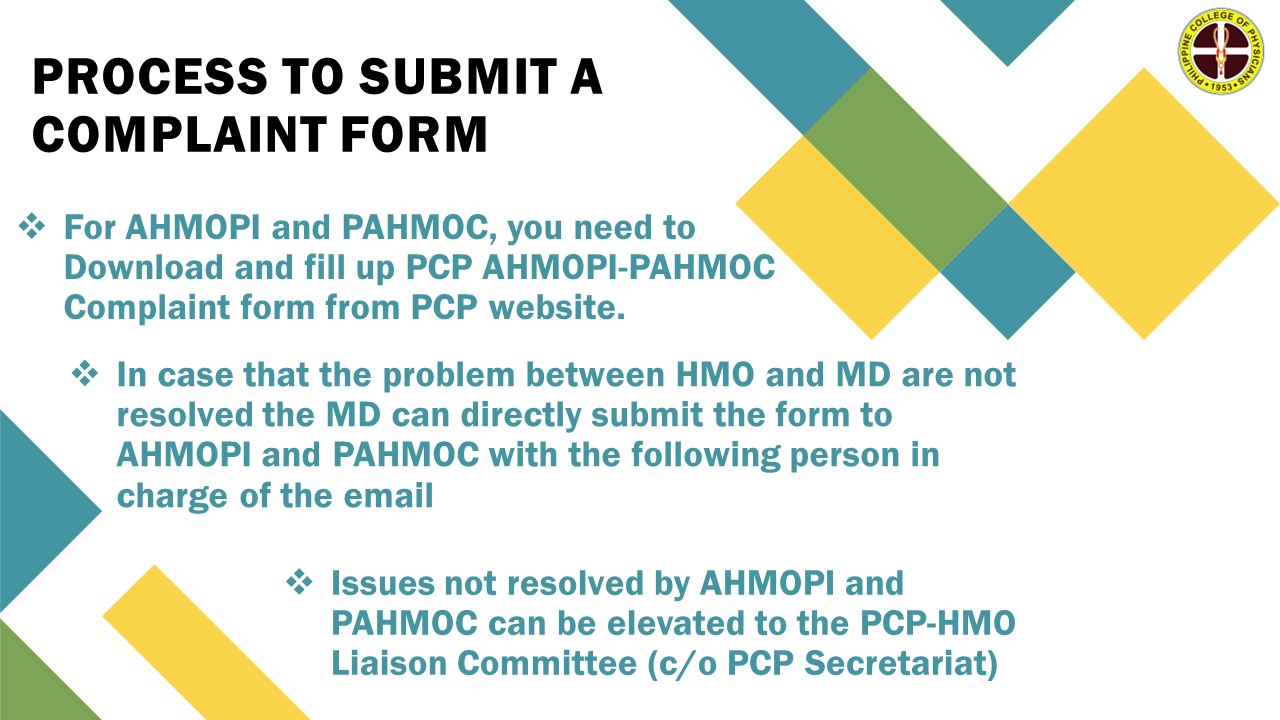 PROCESS TO SUBMIT A
COMPLAINT FORM
PHILIPPINE COLLEGE OF PHYSICIANS
• 1953 •
❖ For AHMOPI and PAHMOC, you need to
Download and fill up PCP AHMOPI-PAHMOC
Complaint form from PCP website.
❖ In case that the problem between HMO and MD are not
resolved the MD can directly submit the form to
AHMOPI and PAHMOC with the following person in
charge of the email
❖ Issues not resolved by AHMOPI and
PAHMOC can be elevated to the PCP-HMO
Liaison Committee (c/o PCP Secretariat)